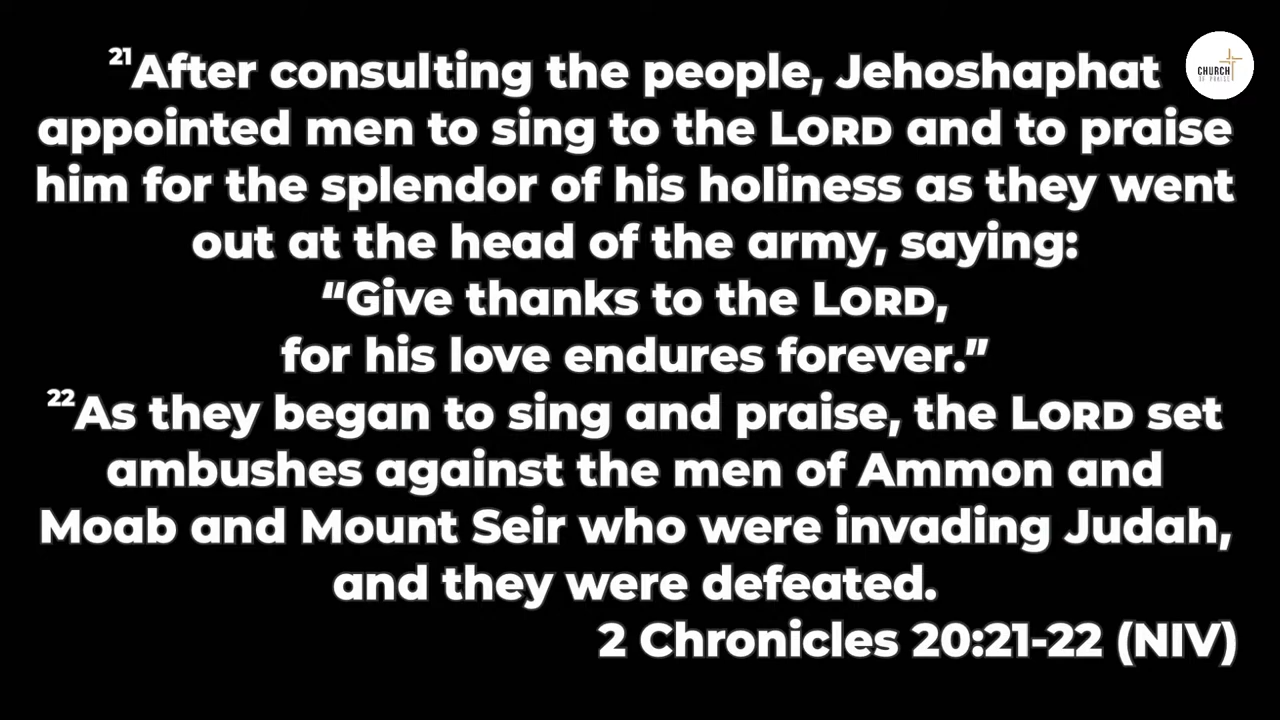 21After consulting the people, Jehoshaphat
appointed men to sing to the LORD and to praise
him for the splendor of his holiness as they went
out at the head of the army, saying:
“Give thanks to the LORD,
for his love endures forever.”
22As they began to sing and praise, the LORD set
ambushes against the men of Ammon and
Moab and Mount Seir who were invading Judah,
and they were defeated.
2 Chronicles 20:21-22 (NIV)
CHURCH
OF PRAISE